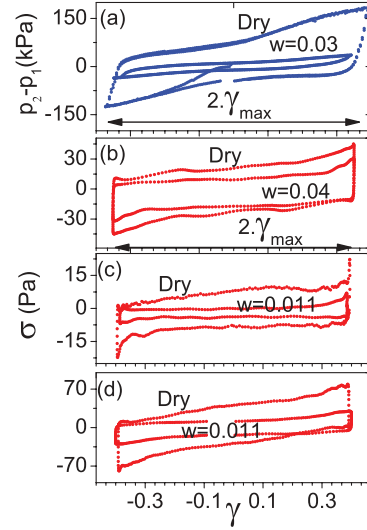 (a)
Dry
w=0.03
2.γmax
p2-p1(kPa)
150
0
-150
(b)
Dry
w=0.04
2.γmax
30
15
0
-15
-30
(c)
Dry
w=0.011
15
0
-15
σ (Pa)
(d)
Dry
w=0.011
70
0
-70
-0.3
-0.1
0.1
0.3
γ